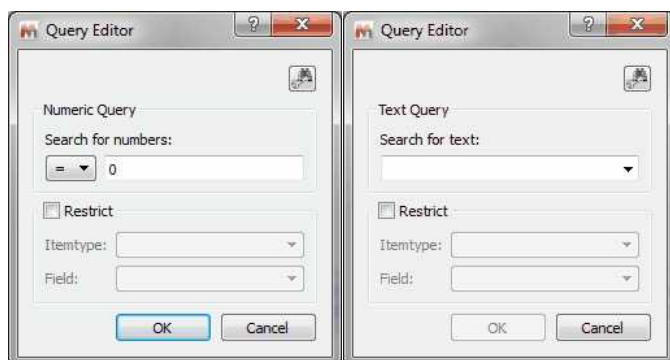 Query Editor
Numeric Query
Search for numbers:
= 0
Restrict
Itemtype:
Field:
OK Cancel
Query Editor
Text Query
Search for text:
Restrict
Itemtype:
Field:
OK Cancel